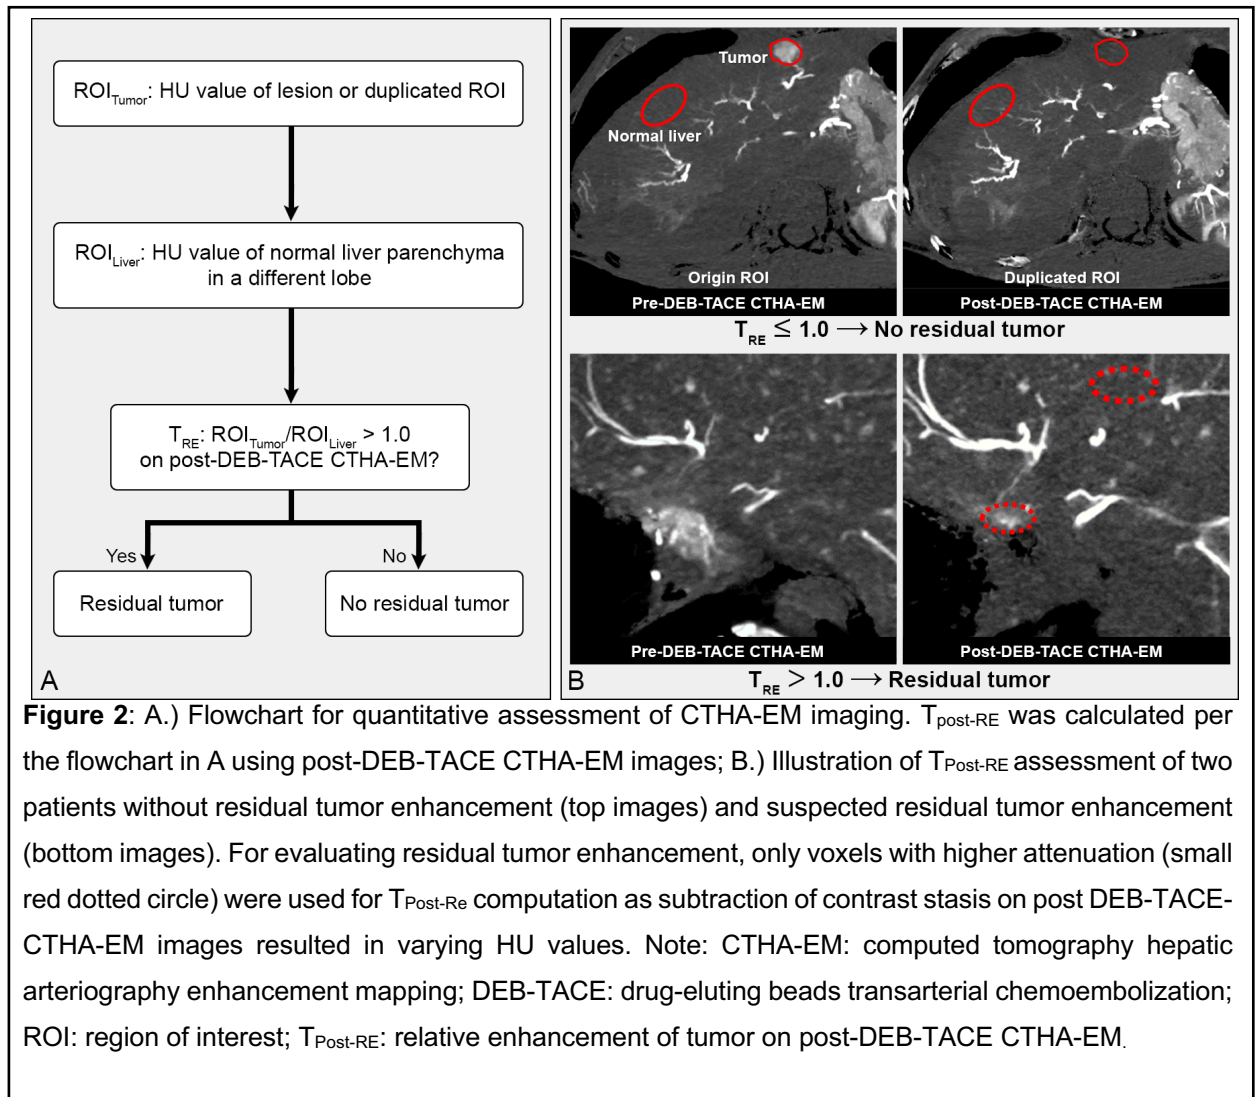 ROITumor: HU value of lesion or duplicated ROI
ROILiver: HU value of normal liver parenchyma
in a different lobe
TRE: ROITumor/ROILiver > 1.0
on post-DEB-TACE CTHA-EM?
Yes
No
Residual tumor
No residual tumor
A
Tumor
Normal liver
Origin ROI
Pre-DEB-TACE CTHA-EM
Duplicated ROI
Post-DEB-TACE CTHA-EM
TRE ≤ 1.0 → No residual tumor
Pre-DEB-TACE CTHA-EM
Post-DEB-TACE CTHA-EM
B
TRE > 1.0 → Residual tumor
Figure 2: A.) Flowchart for quantitative assessment of CTHA-EM imaging. Tpost-RE was calculated per
the flowchart in A using post-DEB-TACE CTHA-EM images; B.) Illustration of TPost-RE assessment of two
patients without residual tumor enhancement (top images) and suspected residual tumor enhancement
(bottom images). For evaluating residual tumor enhancement, only voxels with higher attenuation (small
red dotted circle) were used for TPost-Re computation as subtraction of contrast stasis on post DEB-TACE-
CTHA-EM images resulted in varying HU values. Note: CTHA-EM: computed tomography hepatic
arteriography enhancement mapping; DEB-TACE: drug-eluting beads transarterial chemoembolization;
ROI: region of interest; TPost-RE: relative enhancement of tumor on post-DEB-TACE CTHA-EM.